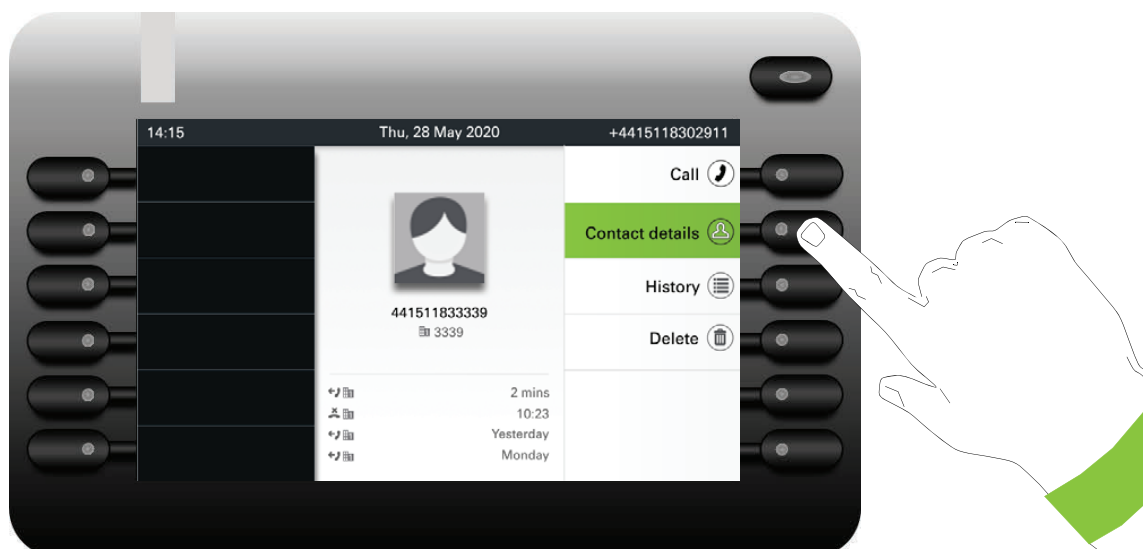 14:15 Thu, 28 May 2020 +4415118302911
Call
Contact details
History
Delete
441511833339
3339
2 mins
10:23
Yesterday
Monday